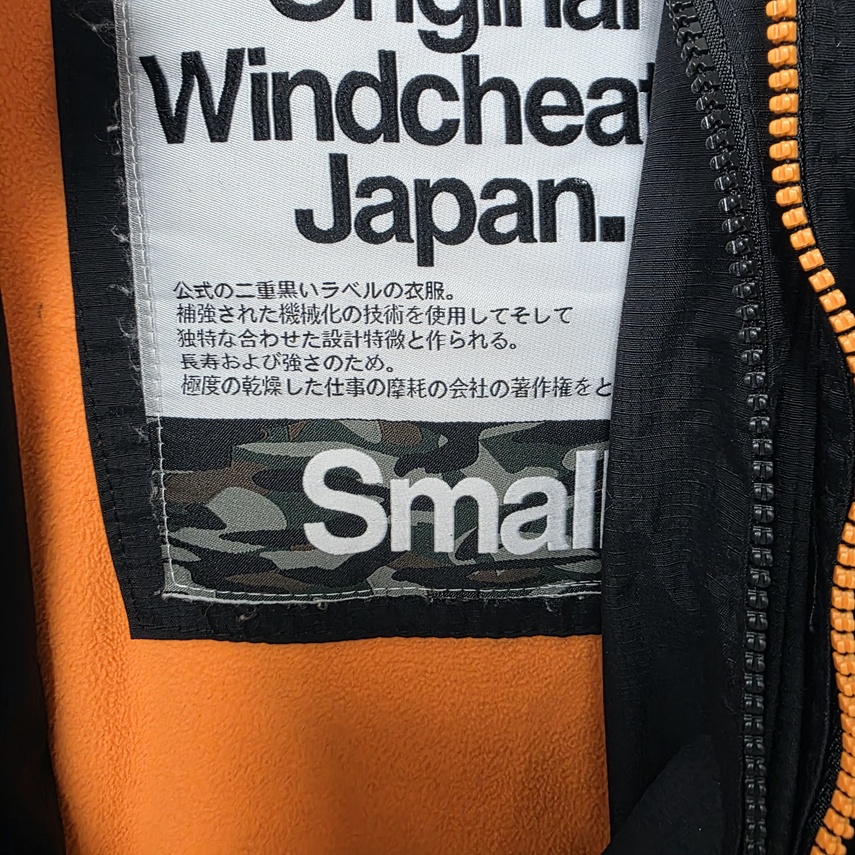 Original
Windcheat
Japan.
公式の二重黒いラベルの衣服。
補強された機械化の技術を使用してそして
独特な合わせた設計特微と作られる。
長寿および強さのため。
極度の乾燥した仕事の摩耗の会社の著作権をと
Small